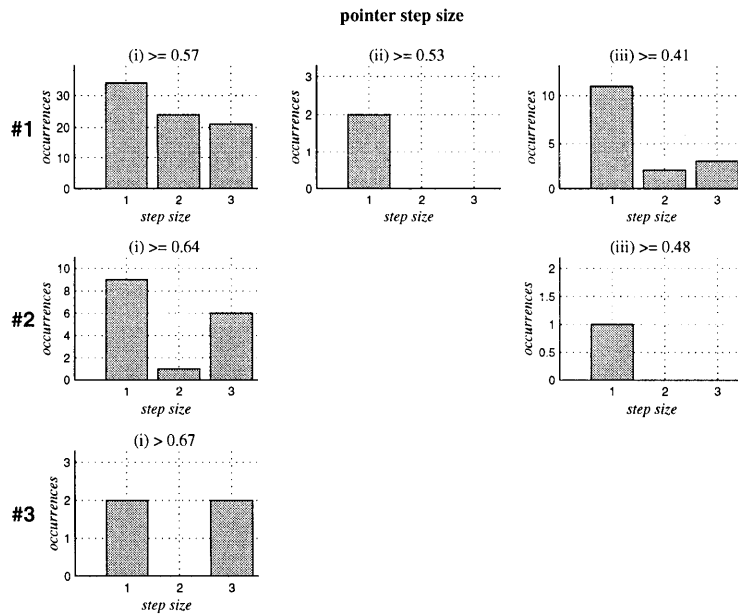 pointer step size
(i) >= 0.57
(ii) >= 0.53
(iii) >= 0.41
#1
occurrences
30
20
10
0
1 2 3
step size
occurrences
3
2
1
0
1 2 3
step size
occurrences
10
5
0
1 2 3
step size
(i) >= 0.64
(iii) >= 0.48
#2
occurrences
10
8
6
4
2
0
1 2 3
step size
occurrences
2
1.5
1
0.5
0
1 2 3
step size
(i) > 0.67
#3
occurrences
3
2
1
0
1 2 3
step size